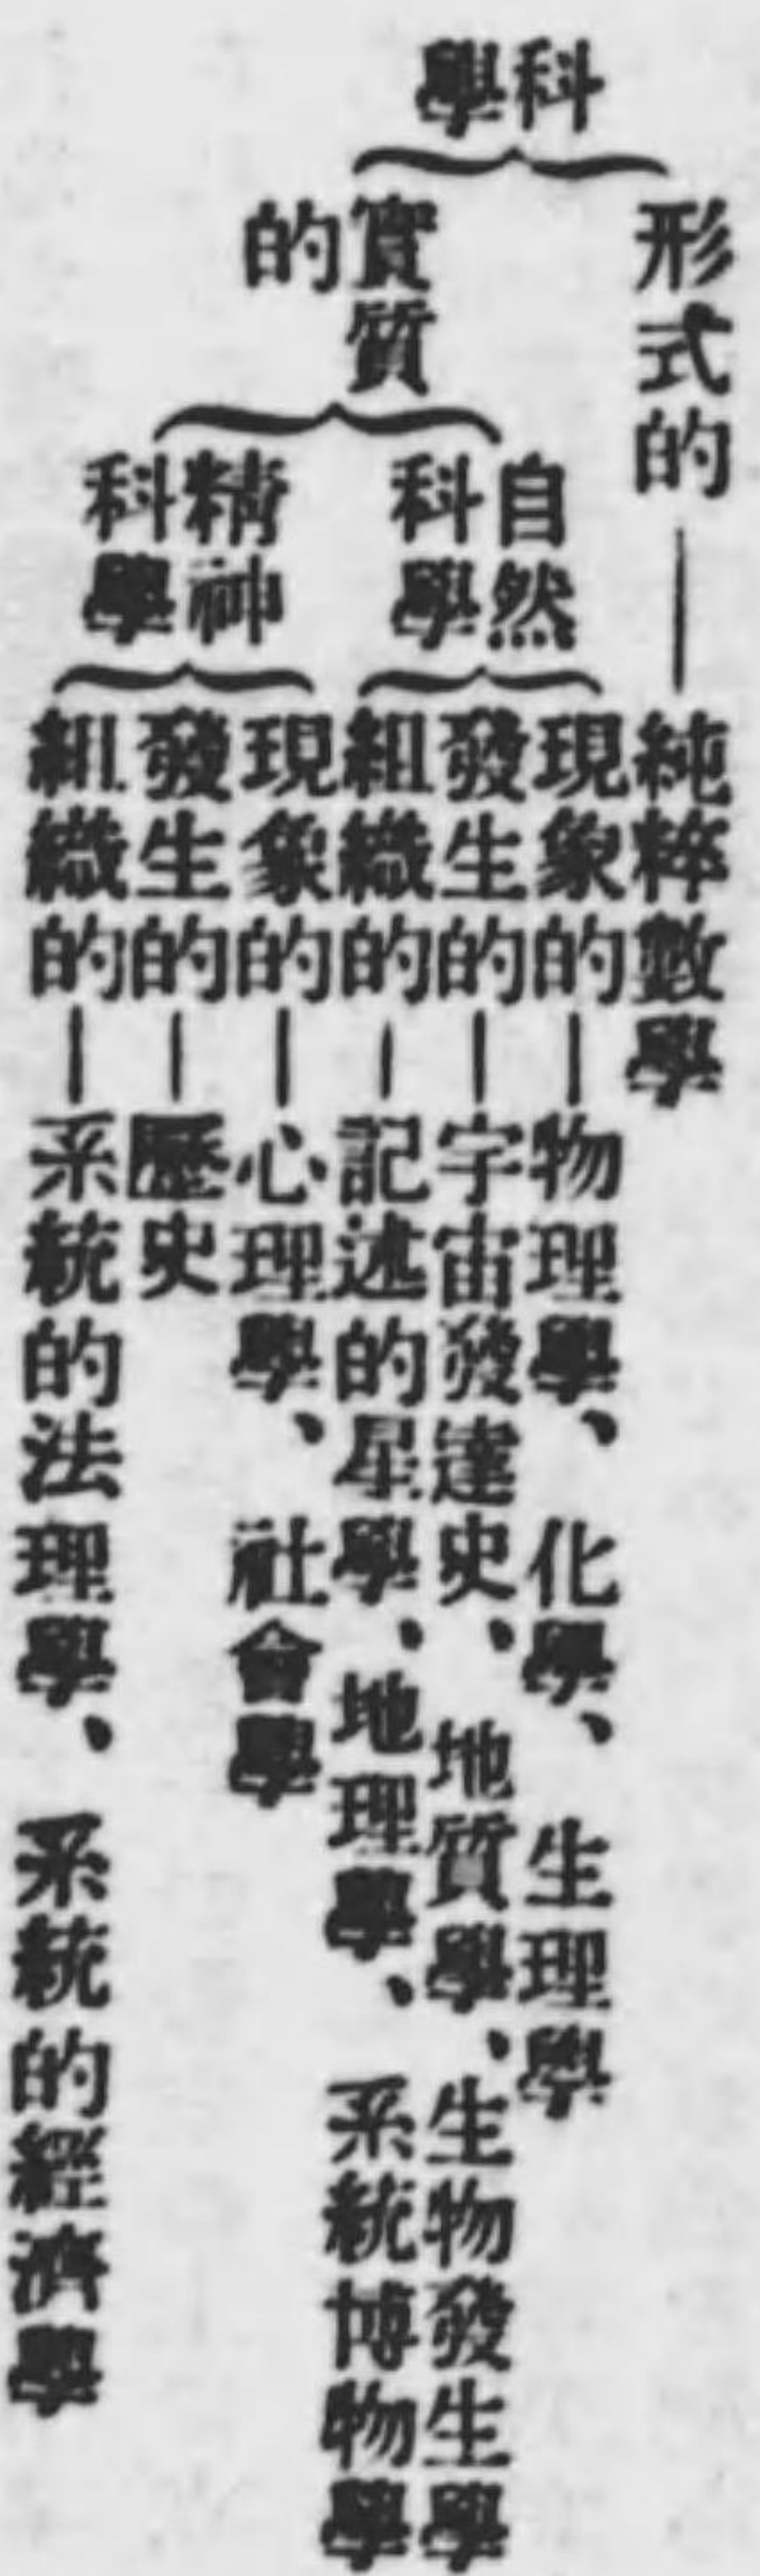 科學
形式的
實質的
自然科學
精神科學
純粹數學
現象的
發生的
組織的
現象的
發生的
組織的
物理學、化學、生理學
宇宙發達史、地質學、生物發生學
記述的星學、地理學、系統博物學
心理學、社會學
歷史
系統的法理學、系統的經濟學